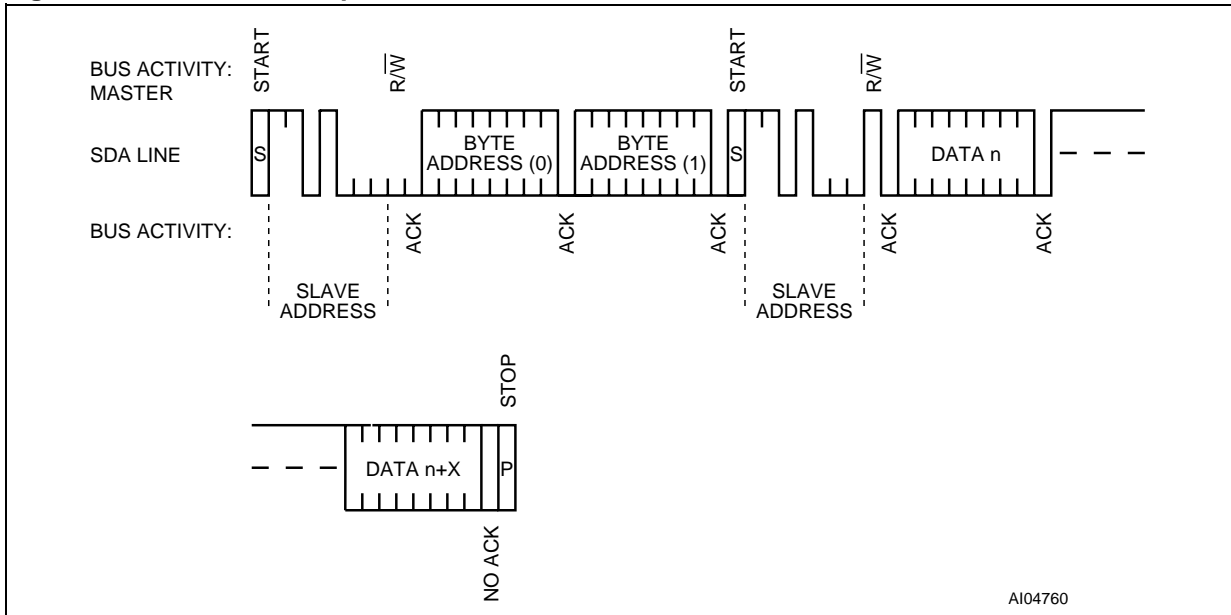 START
R/W
START
R/W
BUS ACTIVITY:
MASTER
SDA LINE
S
BYTE
ADDRESS (0)
BYTE
ADDRESS (1)
S
DATA n
BUS ACTIVITY:
ACK
ACK
ACK
ACK
ACK
SLAVE
ADDRESS
SLAVE
ADDRESS
STOP
DATA n+X
P
NO ACK
AI04760